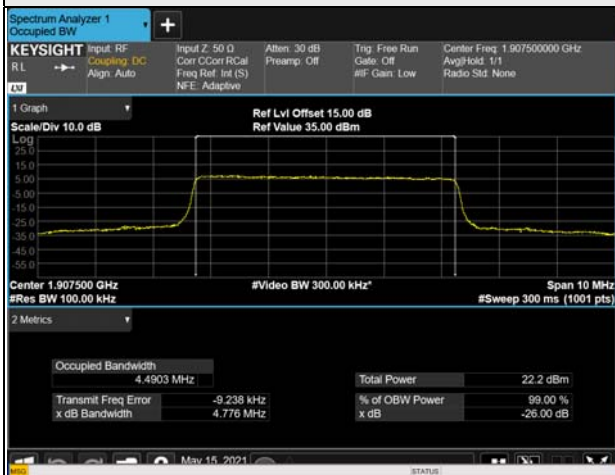 Spectrum Analyzer 1
Occupied BW
+
KEYSIGHT
RL
LXI
Input: RF
Coupling: DC
Align: Auto
Input Z: 50 Ω
Corr CCorr RCal
Freq Ref: Int (S)
NFE: Adaptive
Atten: 30 dB
Preamp: Off
Trig: Free Run
Gate: Off
#IF Gain: Low
Center Freq: 1.907500000 GHz
Avg|Hold: 1/1
Radio Std: None
1 Graph
Scale/Div 10.0 dB
Ref Lvl Offset 15.00 dB
Ref Value 35.00 dBm
Log
25.0
15.0
5.00
-5.00
-15.0
-25.0
-35.0
-45.0
-55.0
Center 1.907500 GHz
#Res BW 100.00 kHz
#Video BW 300.00 kHz*
Span 10 MHz
#Sweep 300 ms (1001 pts)
2 Metrics
Occupied Bandwidth
4.4903 MHz
Total Power 22.2 dBm
Transmit Freq Error -9.238 kHz
% of OBW Power 99.00 %
x dB Bandwidth 4.776 MHz
x dB -26.00 dB
May 15, 2021
MSG
STATUS